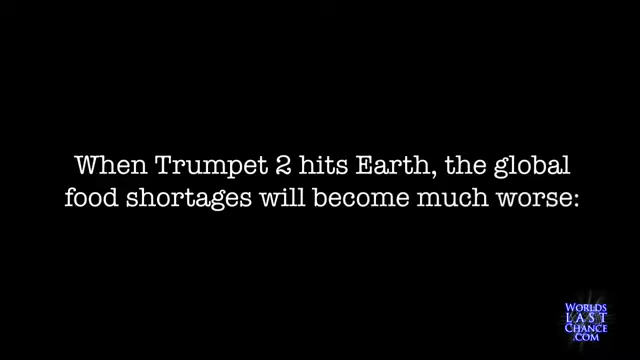 When Trumpet 2 hits Earth, the global
food shortages will become much worse:
WORLDS
LAST
CHANCE
.COM